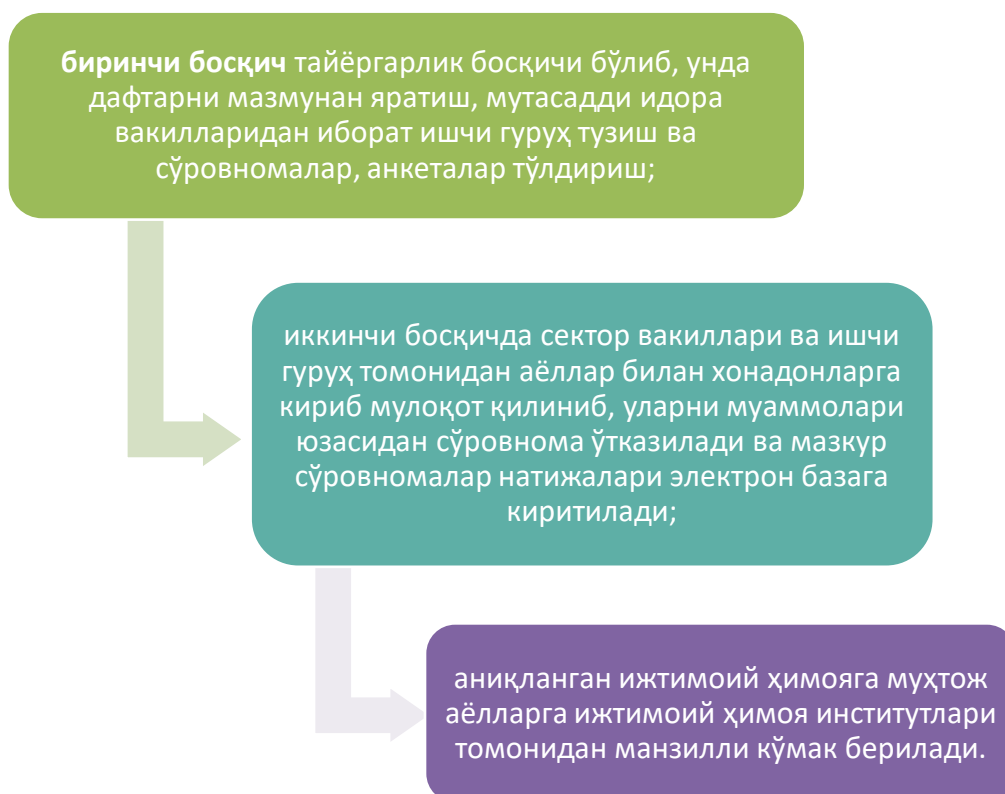 биринчи босқич тайёргарлик босқичи бўлиб, унда
дафтарни мазмунан яратиш, мутасадди идора
вакилларидан иборат ишчи гуруҳ тузиш ва
сўровномалар, анкеталар тўлдириш;
иккинчи босқичда сектор вакиллари ва ишчи
гуруҳ томонидан аёллар билан хонадонларга
кириб мулоқот қилиниб, уларни муаммолари
юзасидан сўровнома ўтказилади ва мазкур
сўровномалар натижалари электрон базага
киритилади;
аниқланган ижтимоий ҳимояга муҳтож
аёлларга ижтимоий ҳимоя институтлари
томонидан манзилли кўмак берилади.